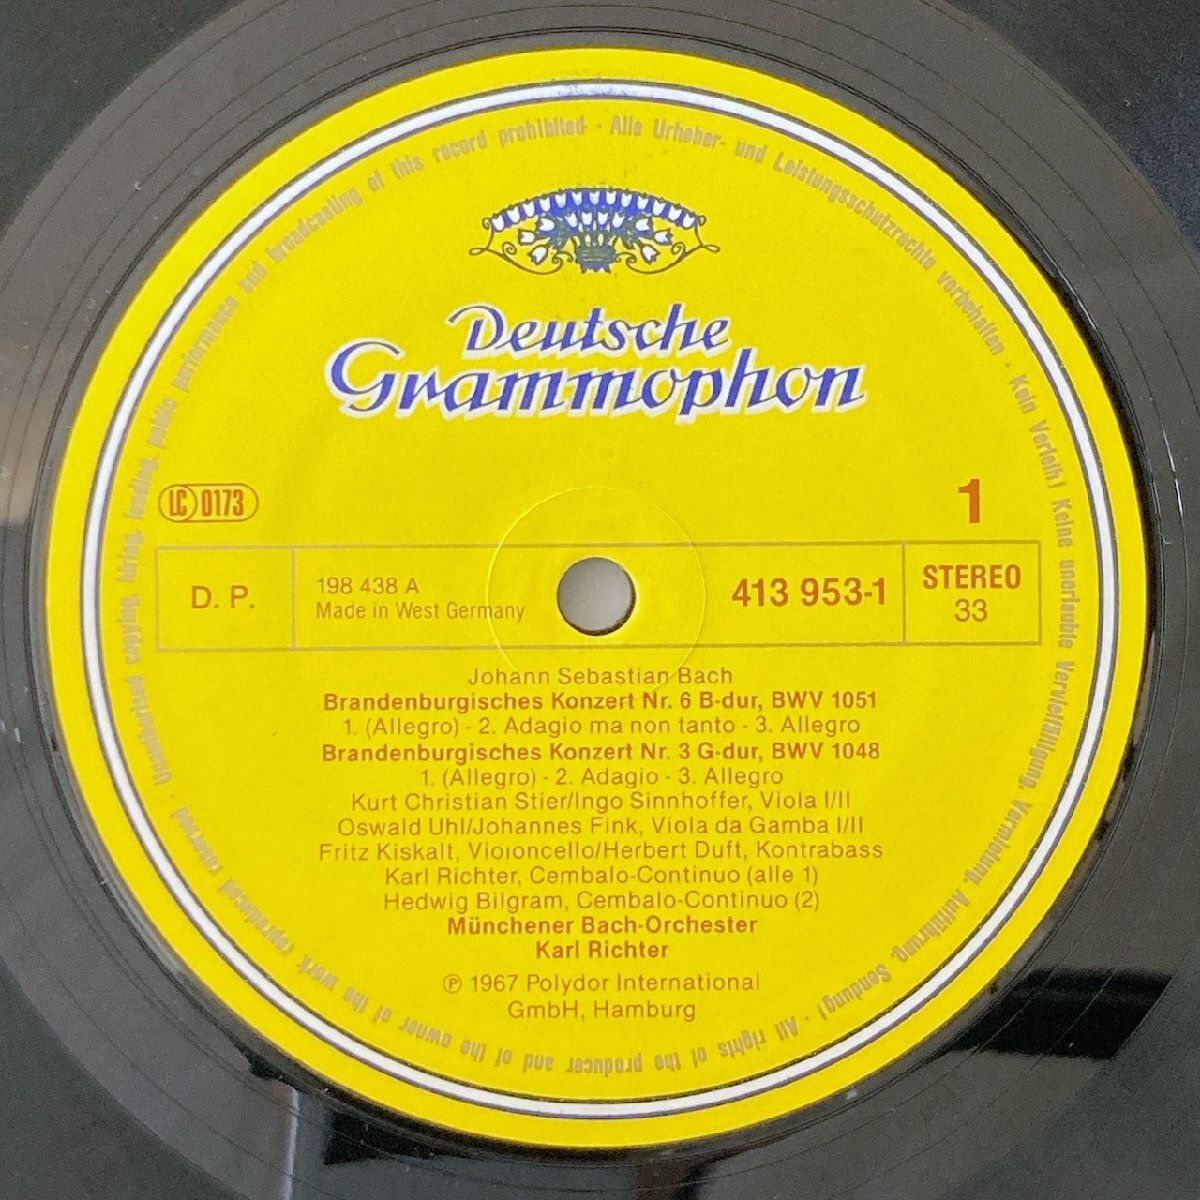 Deutsche
Grammophon
LC 0173
1
D. P.
198 438 A
Made in West Germany
413 953-1
STEREO
33
Johann Sebastian Bach
Brandenburgisches Konzert Nr. 6 B-dur, BWV 1051
1. (Allegro) - 2. Adagio ma non tanto - 3. Allegro
Brandenburgisches Konzert Nr. 3 G-dur, BWV 1048
1. (Allegro) - 2. Adagio - 3. Allegro
Kurt Christian Stier/Ingo Sinnhoffer, Viola I/II
Oswald Uhl/Johannes Fink, Viola da Gamba I/II
Fritz Kiskalt, Violoncello/Herbert Duft, Kontrabass
Karl Richter, Cembalo-Continuo (alle 1)
Hedwig Bilgram, Cembalo-Continuo (2)
Münchener Bach-Orchester
Karl Richter
℗ 1967 Polydor International
GmbH, Hamburg
Alle Urheber- und Leistungsschutzrechte vorbehalten · Kein Verleih! Keine unerlaubte Vervielfältigung, Vermietung, Aufführung, Sendung! · All rights of the producer and of the owner of the work reproduced reserved · Unauthorised copying, hiring, lending, public performance and broadcasting of this record prohibited ·